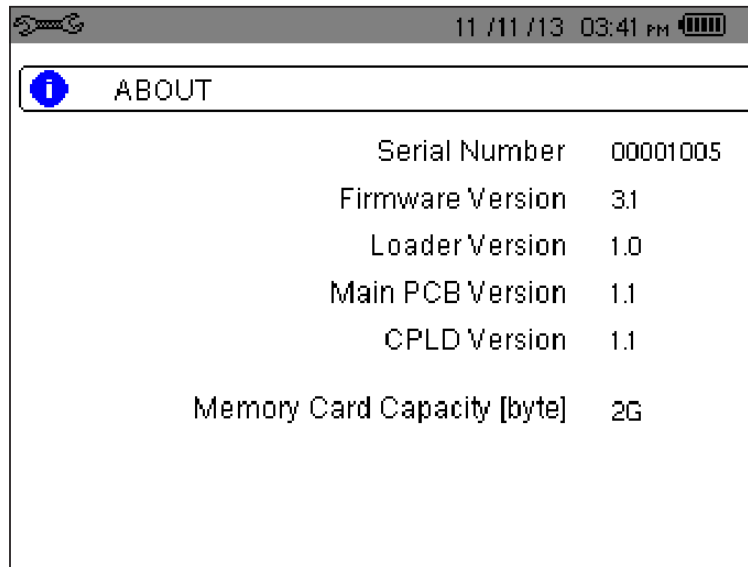 11 /11 /13 03:41 PM
ABOUT
Serial Number 00001005
Firmware Version 3.1
Loader Version 1.0
Main PCB Version 1.1
CPLD Version 1.1
Memory Card Capacity [byte] 2G